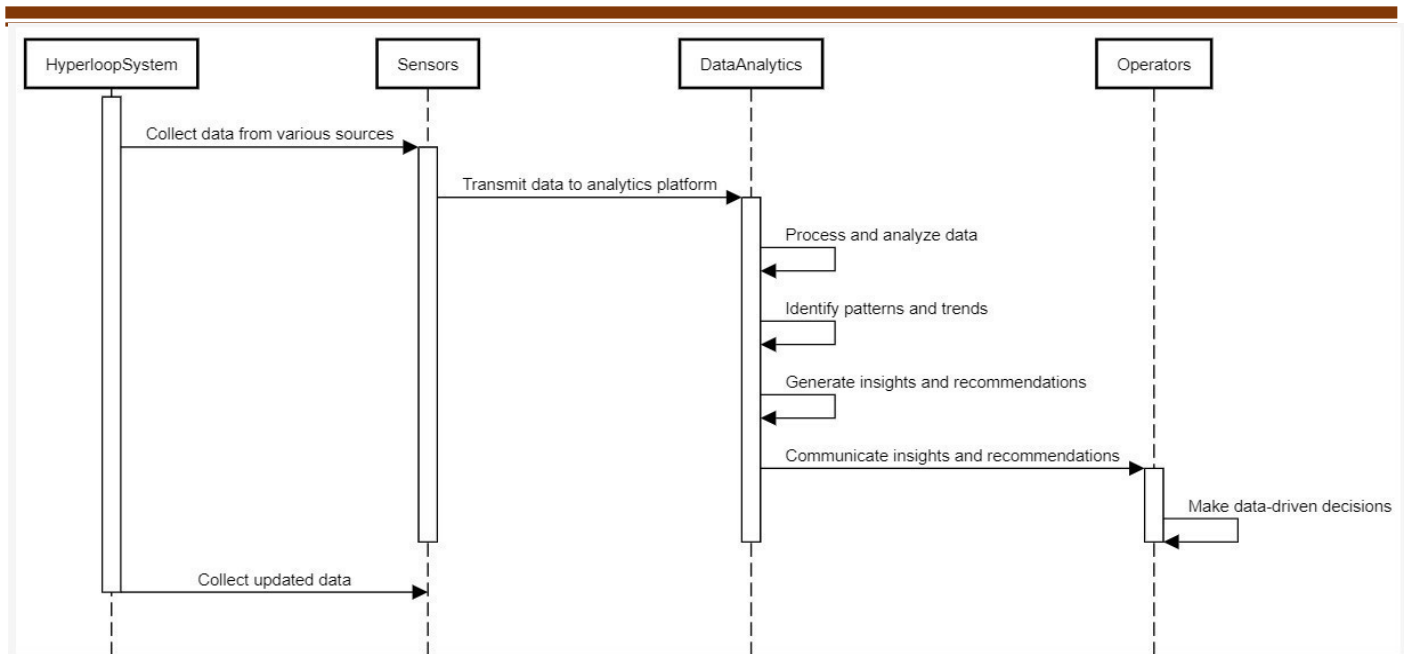 HyperloopSystem
Sensors
DataAnalytics
Operators
Collect data from various sources
Transmit data to analytics platform
Process and analyze data
Identify patterns and trends
Generate insights and recommendations
Communicate insights and recommendations
Make data-driven decisions
Collect updated data